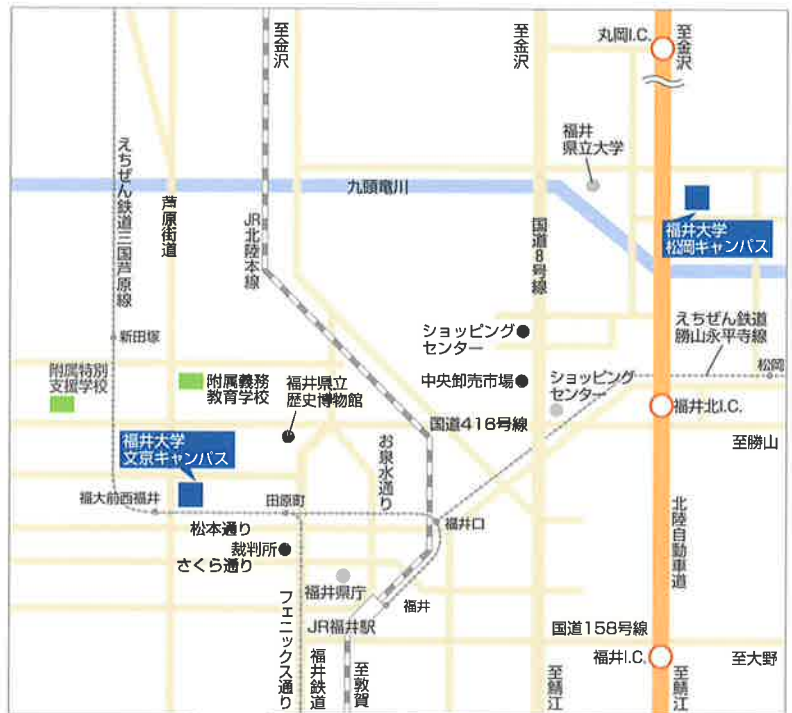 至金沢
至金沢
丸岡I.C.
至金沢
福井
県立大学
えちぜん鉄道三国芦原線
芦原街道
九頭竜川
JR北陸本線
国道8号線
福井大学
松岡キャンパス
新田塚
ショッピング
センター
えちぜん鉄道
勝山永平寺線
松岡
附属特別
支援学校
附属義務
教育学校
福井県立
歴史博物館
中央卸売市場
ショッピング
センター
国道416号線
福井北I.C.
至勝山
福井大学
文京キャンパス
お泉水通り
福大前西福井
田原町
福井口
松本通り
裁判所
さくら通り
北陸自動車道
福井県庁
福井
フェニックス通り
JR福井駅
国道158号線
福井鉄道
至敦賀
至鯖江
福井I.C.
至鯖江
至大野